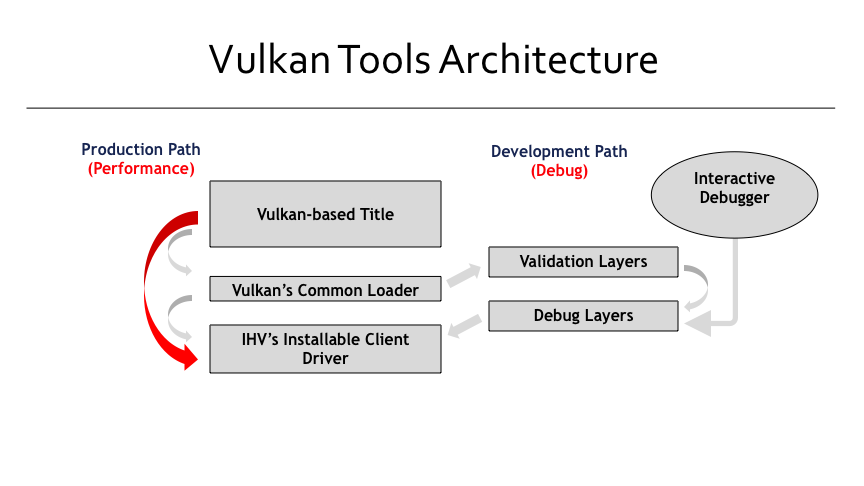 Vulkan Tools Architecture
Production Path
(Performance)
Development Path
(Debug)
Interactive
Debugger
Vulkan-based Title
Validation Layers
Vulkan's Common Loader
Debug Layers
IHV's Installable Client
Driver